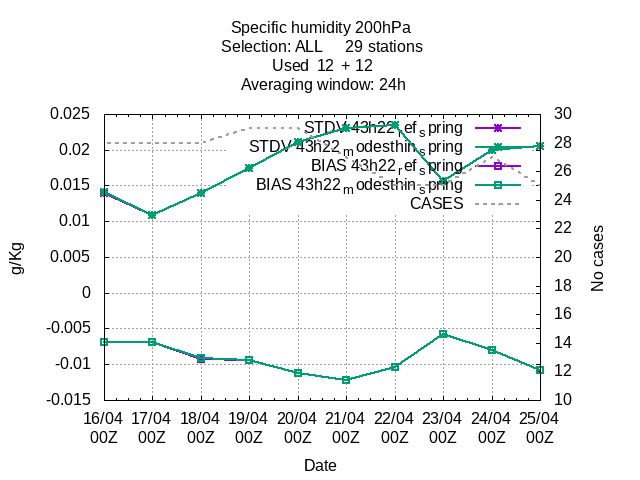 Specific humidity 200hPa
Selection: ALL 29 stations
Used 12 + 12
Averaging window: 24h
STDV 43h22_ref_spring
STDV 43h22_modesthin_spring
BIAS 43h22_ref_spring
BIAS 43h22_modesthin_spring
CASES
0.025
0.02
0.015
0.01
0.005
0
-0.005
-0.01
-0.015
g/Kg
30
28
26
24
22
20
18
16
14
12
10
No cases
16/04 17/04 18/04 19/04 20/04 21/04 22/04 23/04 24/04 25/04
00Z 00Z 00Z 00Z 00Z 00Z 00Z 00Z 00Z 00Z
Date